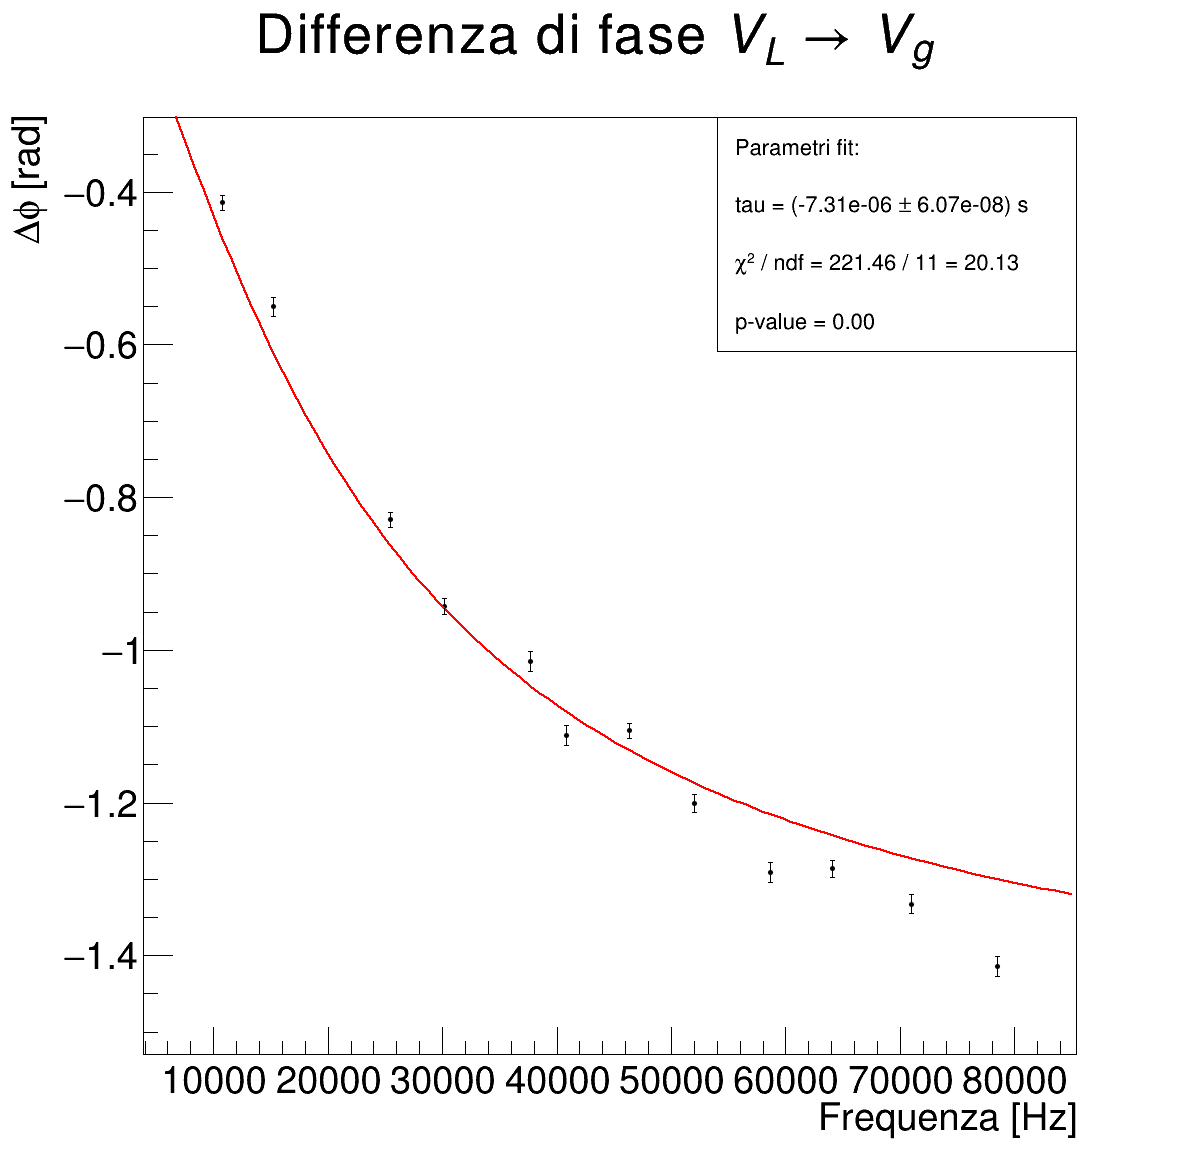 Differenza di fase V_L → V_g
Δϕ [rad]
Parametri fit:
tau = (-7.31e-06 ± 6.07e-08) s
χ² / ndf = 221.46 / 11 = 20.13
p-value = 0.00
−0.4
−0.6
−0.8
−1
−1.2
−1.4
10000 20000 30000 40000 50000 60000 70000 80000
Frequenza [Hz]